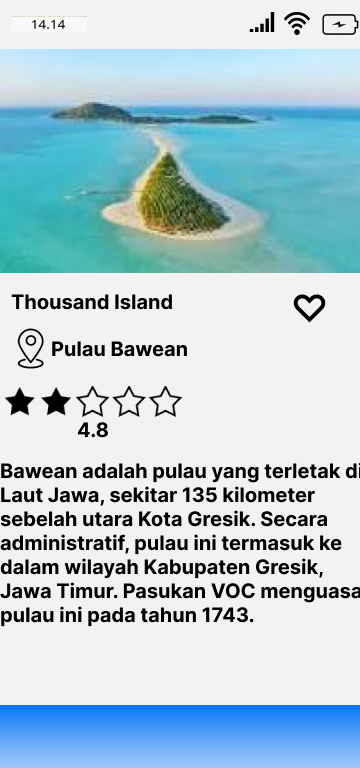 14.14
Thousand Island
Pulau Bawean
4.8
Bawean adalah pulau yang terletak di
Laut Jawa, sekitar 135 kilometer
sebelah utara Kota Gresik. Secara
administratif, pulau ini termasuk ke
dalam wilayah Kabupaten Gresik,
Jawa Timur. Pasukan VOC menguasa
pulau ini pada tahun 1743.